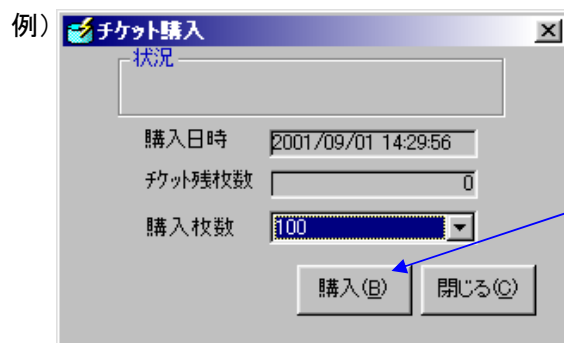 例）
チケット購入
状況
購入日時 2001/09/01 14:29:56
チケット残枚数 0
購入枚数 100
購入(B) 閉じる(C)